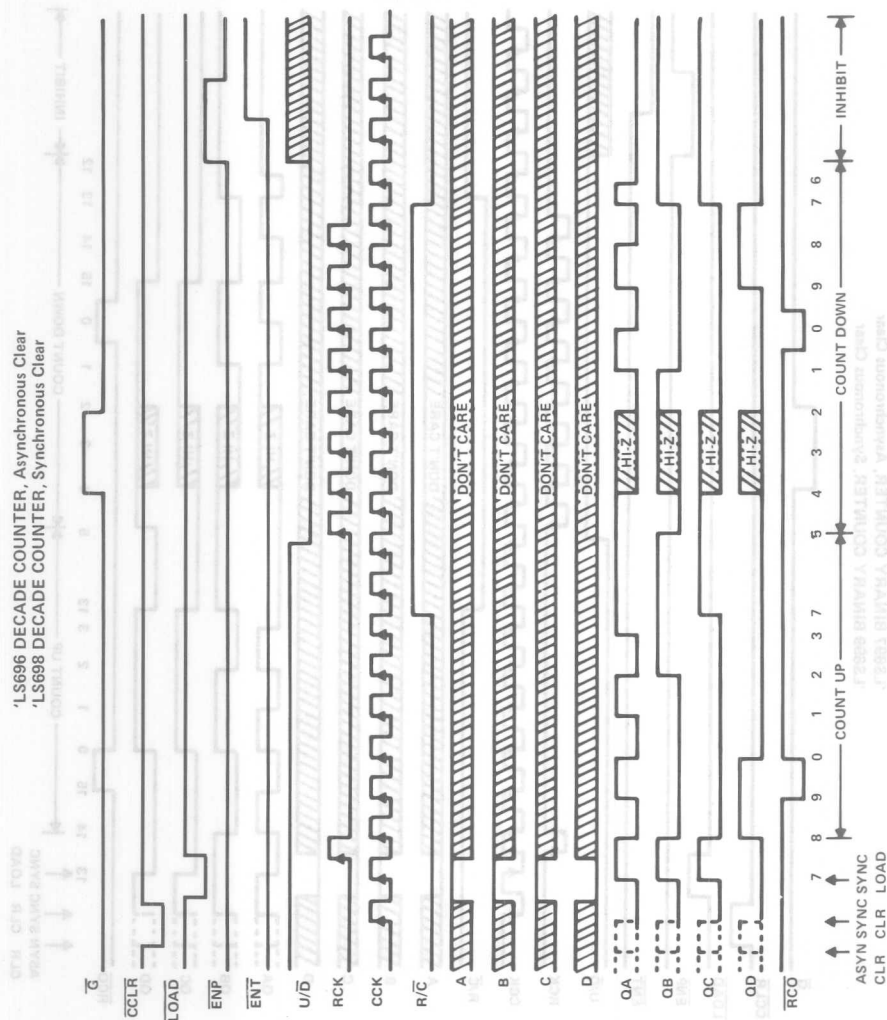 'LS696 DECADE COUNTER, Asynchronous Clear
'LS698 DECADE COUNTER, Synchronous Clear
G
CCLR
LOAD
ENP
ENT
U/D
RCK
CCK
R/C
A DON'T CARE
B DON'T CARE
C DON'T CARE
D DON'T CARE
QA HI-Z
QB HI-Z
QC HI-Z
QD HI-Z
RCO
7 8 9 0 1 2 3 7 5 4 3 2 1 0 9 8 7 6
ASYN SYNC SYNC
CLR CLR LOAD
COUNT UP
COUNT DOWN
INHIBIT